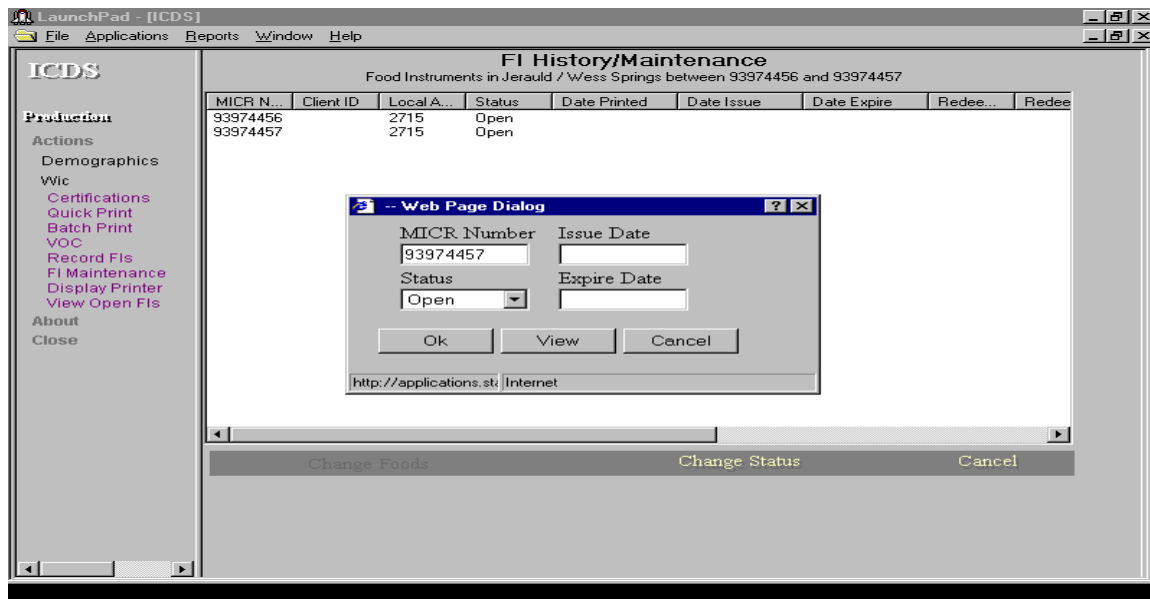 LaunchPad - [ICDS]
File Applications Reports Window Help
ICDS
Production
Actions
Demographics
Wic
Certifications
Quick Print
Batch Print
VOC
Record FIs
FI Maintenance
Display Printer
View Open FIs
About
Close
FI History/Maintenance
Food Instruments in Jerauld / Wess Springs between 93974456 and 93974457
MICR N... Client ID Local A... Status Date Printed Date Issue Date Expire Redee... Redee
93974456 2715 Open
93974457 2715 Open
-- Web Page Dialog
MICR Number Issue Date
93974457
Status Expire Date
Open
Ok View Cancel
http://applications.sta Internet
Change Foods Change Status Cancel